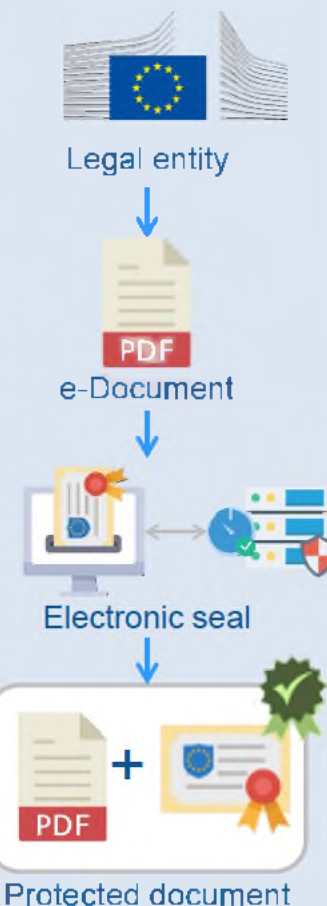 Legal entity
PDF
e-Document
Electronic seal
+
PDF
Protected document